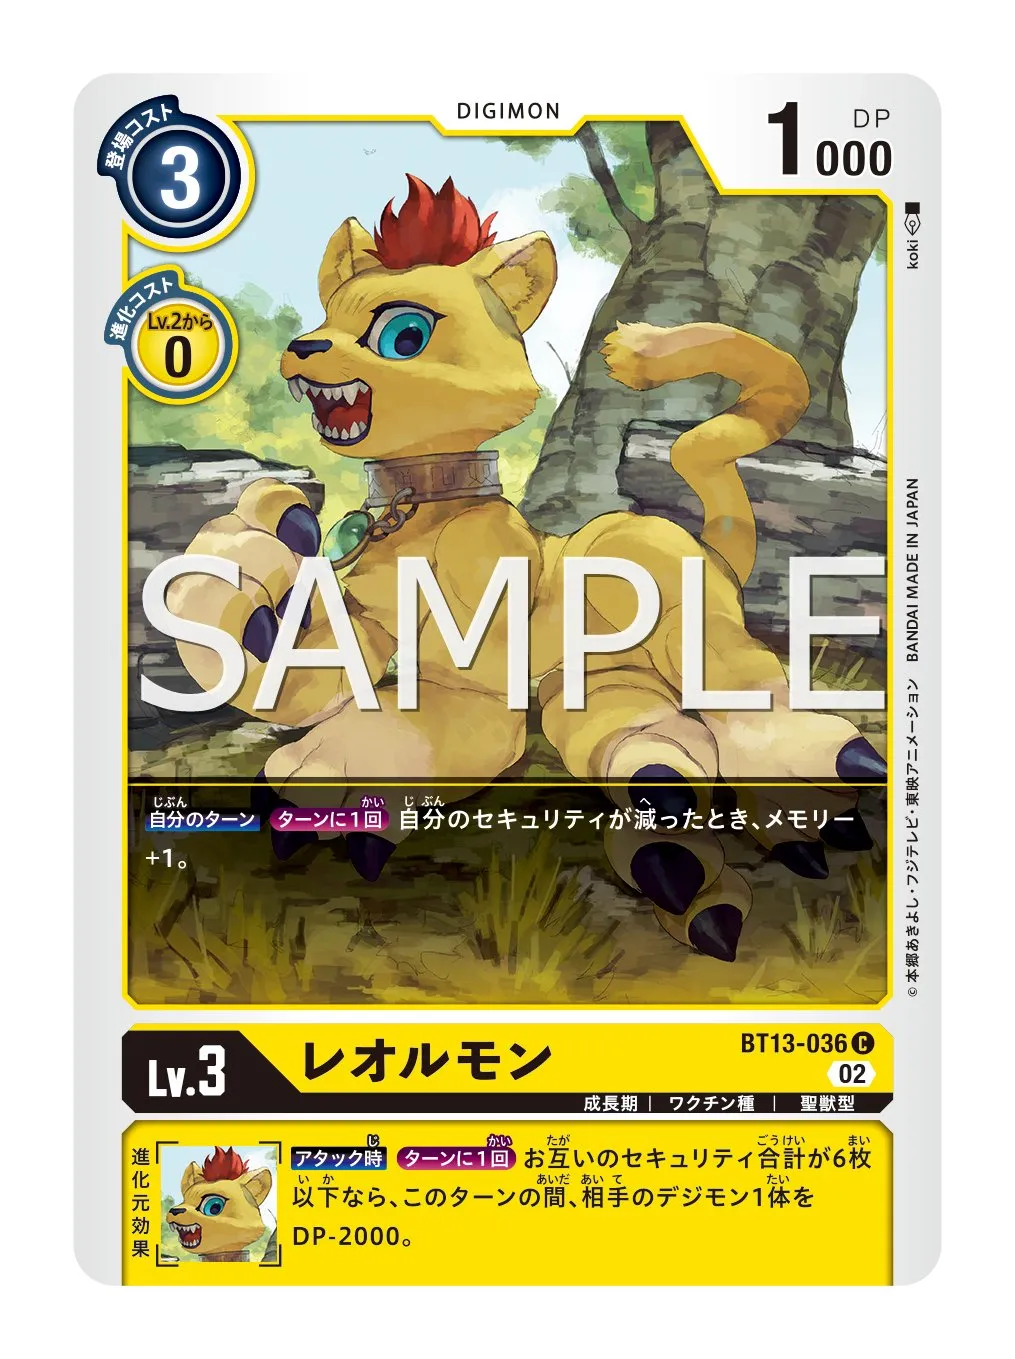 DIGIMON
登場コスト
3
1000
DP
進化コスト
Lv.2から
0
koki
SAMPLE
自分のターン ターンに1回 自分のセキュリティが減ったとき、メモリー
+1。
©本郷あきよし・フジテレビ・東映アニメーション BANDAI MADE IN JAPAN
Lv.3
レオルモン
BT13-036 C
02
成長期 | ワクチン種 | 聖獣型
進化元効果
アタック時 ターンに1回 お互いのセキュリティ合計が6枚
以下なら、このターンの間、相手のデジモン1体を
DP-2000。